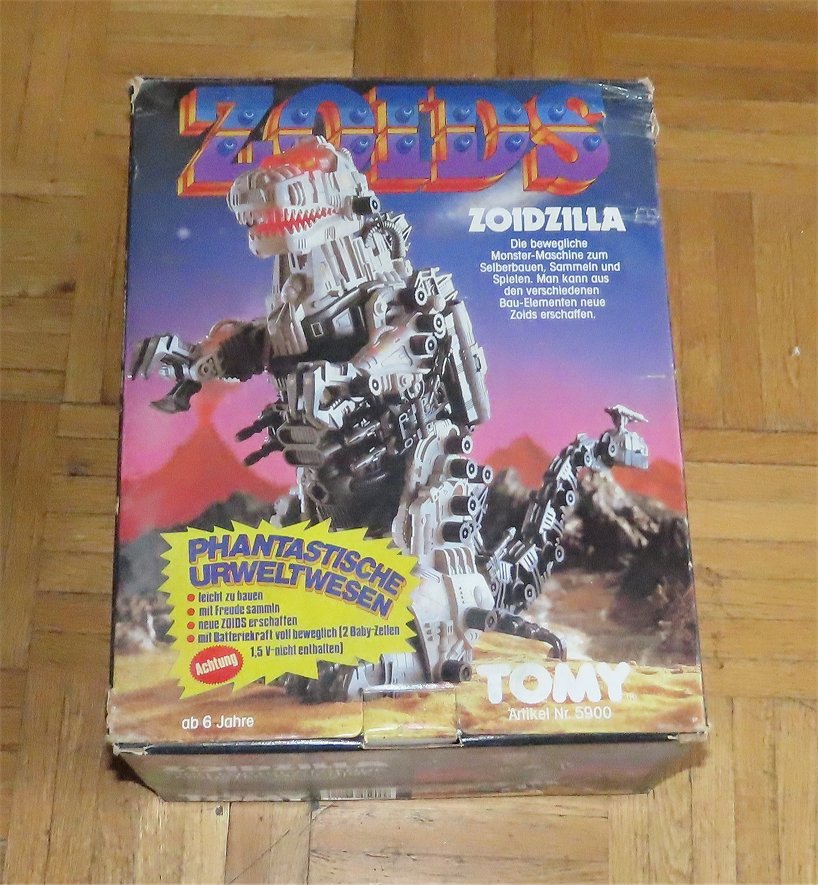 ZOIDS
ZOIDZILLA
Die bewegliche
Monster-Maschine zum
Selberbauen, Sammeln und
Spielen. Man kann aus
den verschiedenen
Bau-Elementen neue
Zoids erschaffen.
PHANTASTISCHE
URWELTWESEN
● leicht zu bauen
● mit Freude sammln
● neue ZOIDS erschaffen
● mit Batteriekraft voll beweglich (2 Baby-Zellen
1,5 V-nicht enthalten)
Achtung
TOMY
Artikel Nr. 5900
ab 6 Jahre
ZOIDZILLA